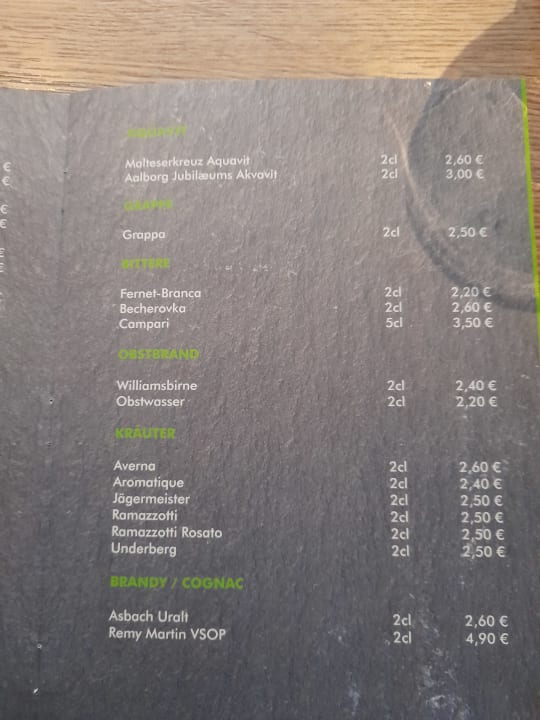 €
€
€
€
€
€
AQUAVIT
Malteserkreuz Aquavit 2cl 2,60 €
Aalborg Jubilæums Akvavit 2cl 3,00 €
GRAPPA
Grappa 2cl 2,50 €
BITTERE
Fernet-Branca 2cl 2,20 €
Becherovka 2cl 2,60 €
Campari 5cl 3,50 €
OBSTBRAND
Williamsbirne 2cl 2,40 €
Obstwasser 2cl 2,20 €
KRÄUTER
Averna 2cl 2,60 €
Aromatique 2cl 2,40 €
Jägermeister 2cl 2,50 €
Ramazzotti 2cl 2,50 €
Ramazzotti Rosato 2cl 2,50 €
Underberg 2cl 2,50 €
BRANDY / COGNAC
Asbach Uralt 2cl 2,60 €
Remy Martin VSOP 2cl 4,90 €